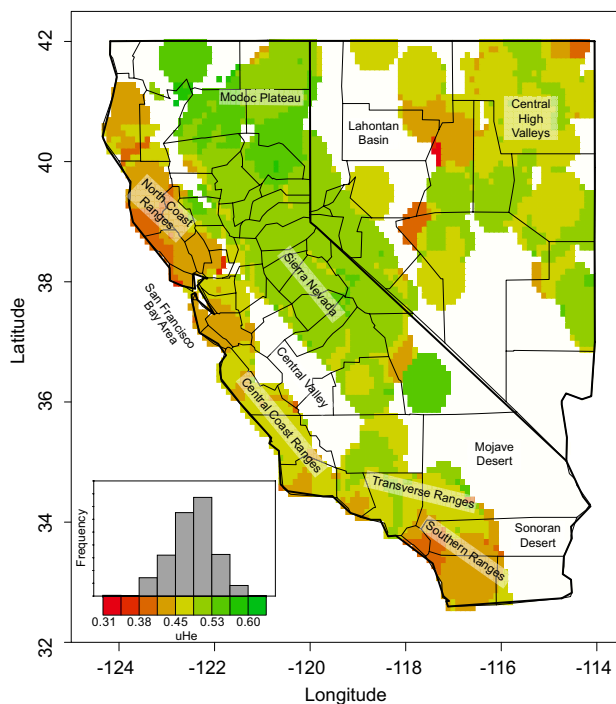 42
40
38
36
34
32
Latitude
Modoc Plateau
Lahontan
Basin
Central
High
Valleys
North Coast
Ranges
Sierra Nevada
San Francisco
Bay Area
Central Valley
Central Coast Ranges
Mojave
Desert
Transverse Ranges
Southern Ranges
Sonoran
Desert
Frequency
0.31 0.38 0.45 0.53 0.60
uHe
-124 -122 -120 -118 -116 -114
Longitude